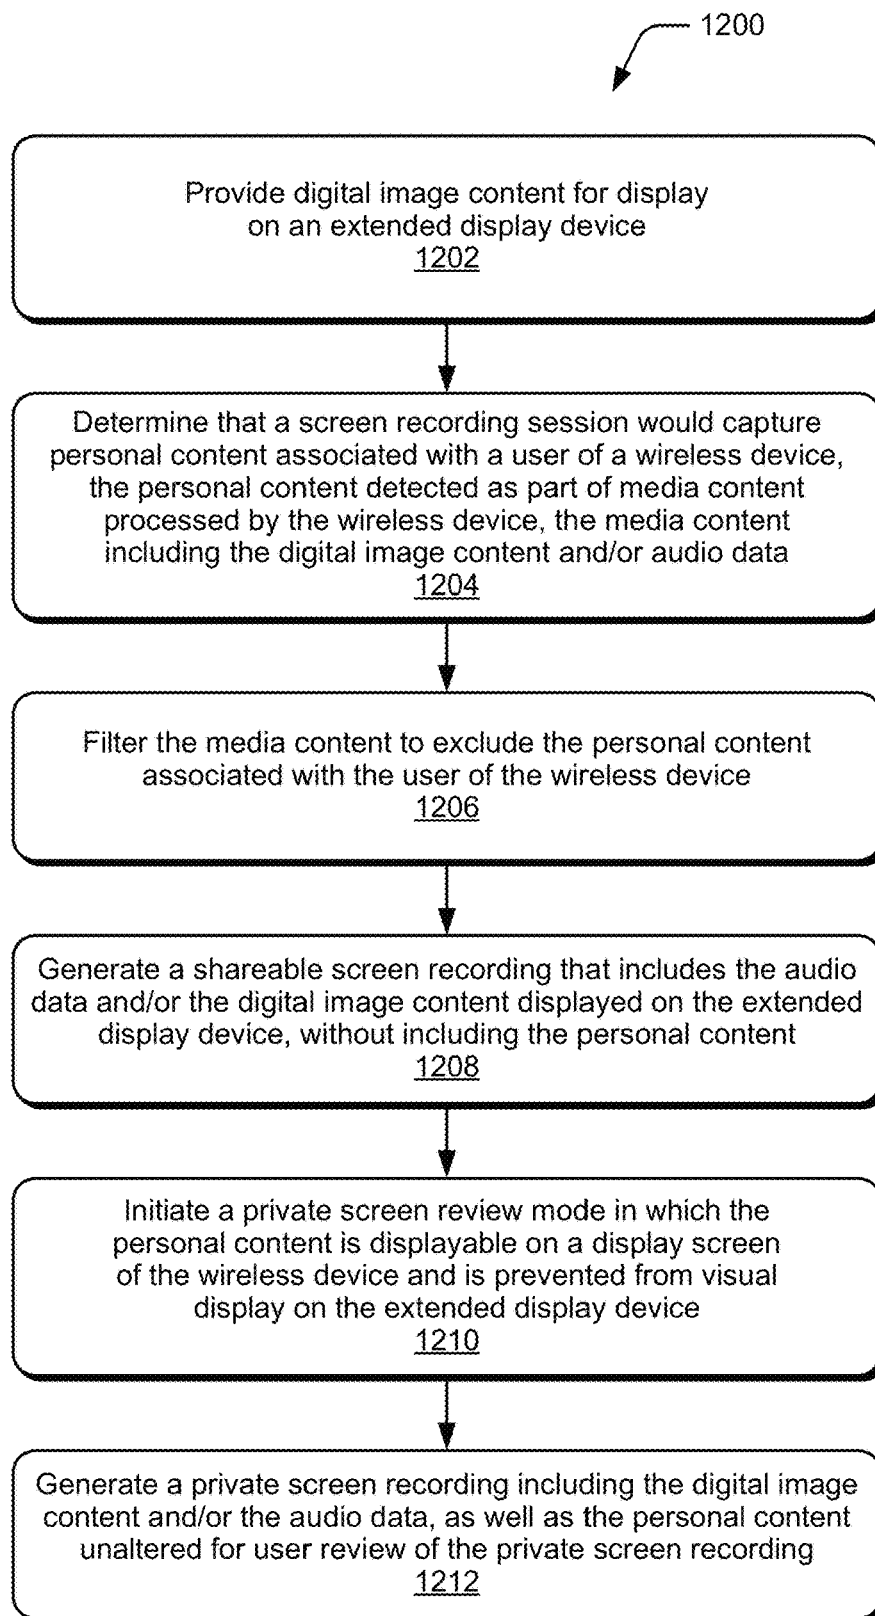 1200
Provide digital image content for display
on an extended display device
1202
Determine that a screen recording session would capture
personal content associated with a user of a wireless device,
the personal content detected as part of media content
processed by the wireless device, the media content
including the digital image content and/or audio data
1204
Filter the media content to exclude the personal content
associated with the user of the wireless device
1206
Generate a shareable screen recording that includes the audio
data and/or the digital image content displayed on the extended
display device, without including the personal content
1208
Initiate a private screen review mode in which the
personal content is displayable on a display screen
of the wireless device and is prevented from visual
display on the extended display device
1210
Generate a private screen recording including the digital image
content and/or the audio data, as well as the personal content
unaltered for user review of the private screen recording
1212